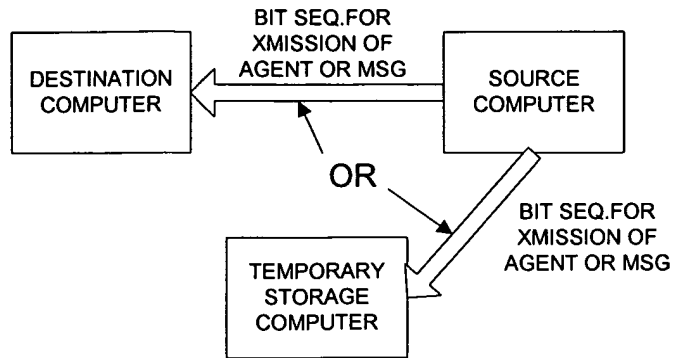 BIT SEQ.FOR
XMISSION OF
AGENT OR MSG
DESTINATION
COMPUTER
SOURCE
COMPUTER
OR
BIT SEQ.FOR
XMISSION OF
AGENT OR MSG
TEMPORARY
STORAGE
COMPUTER